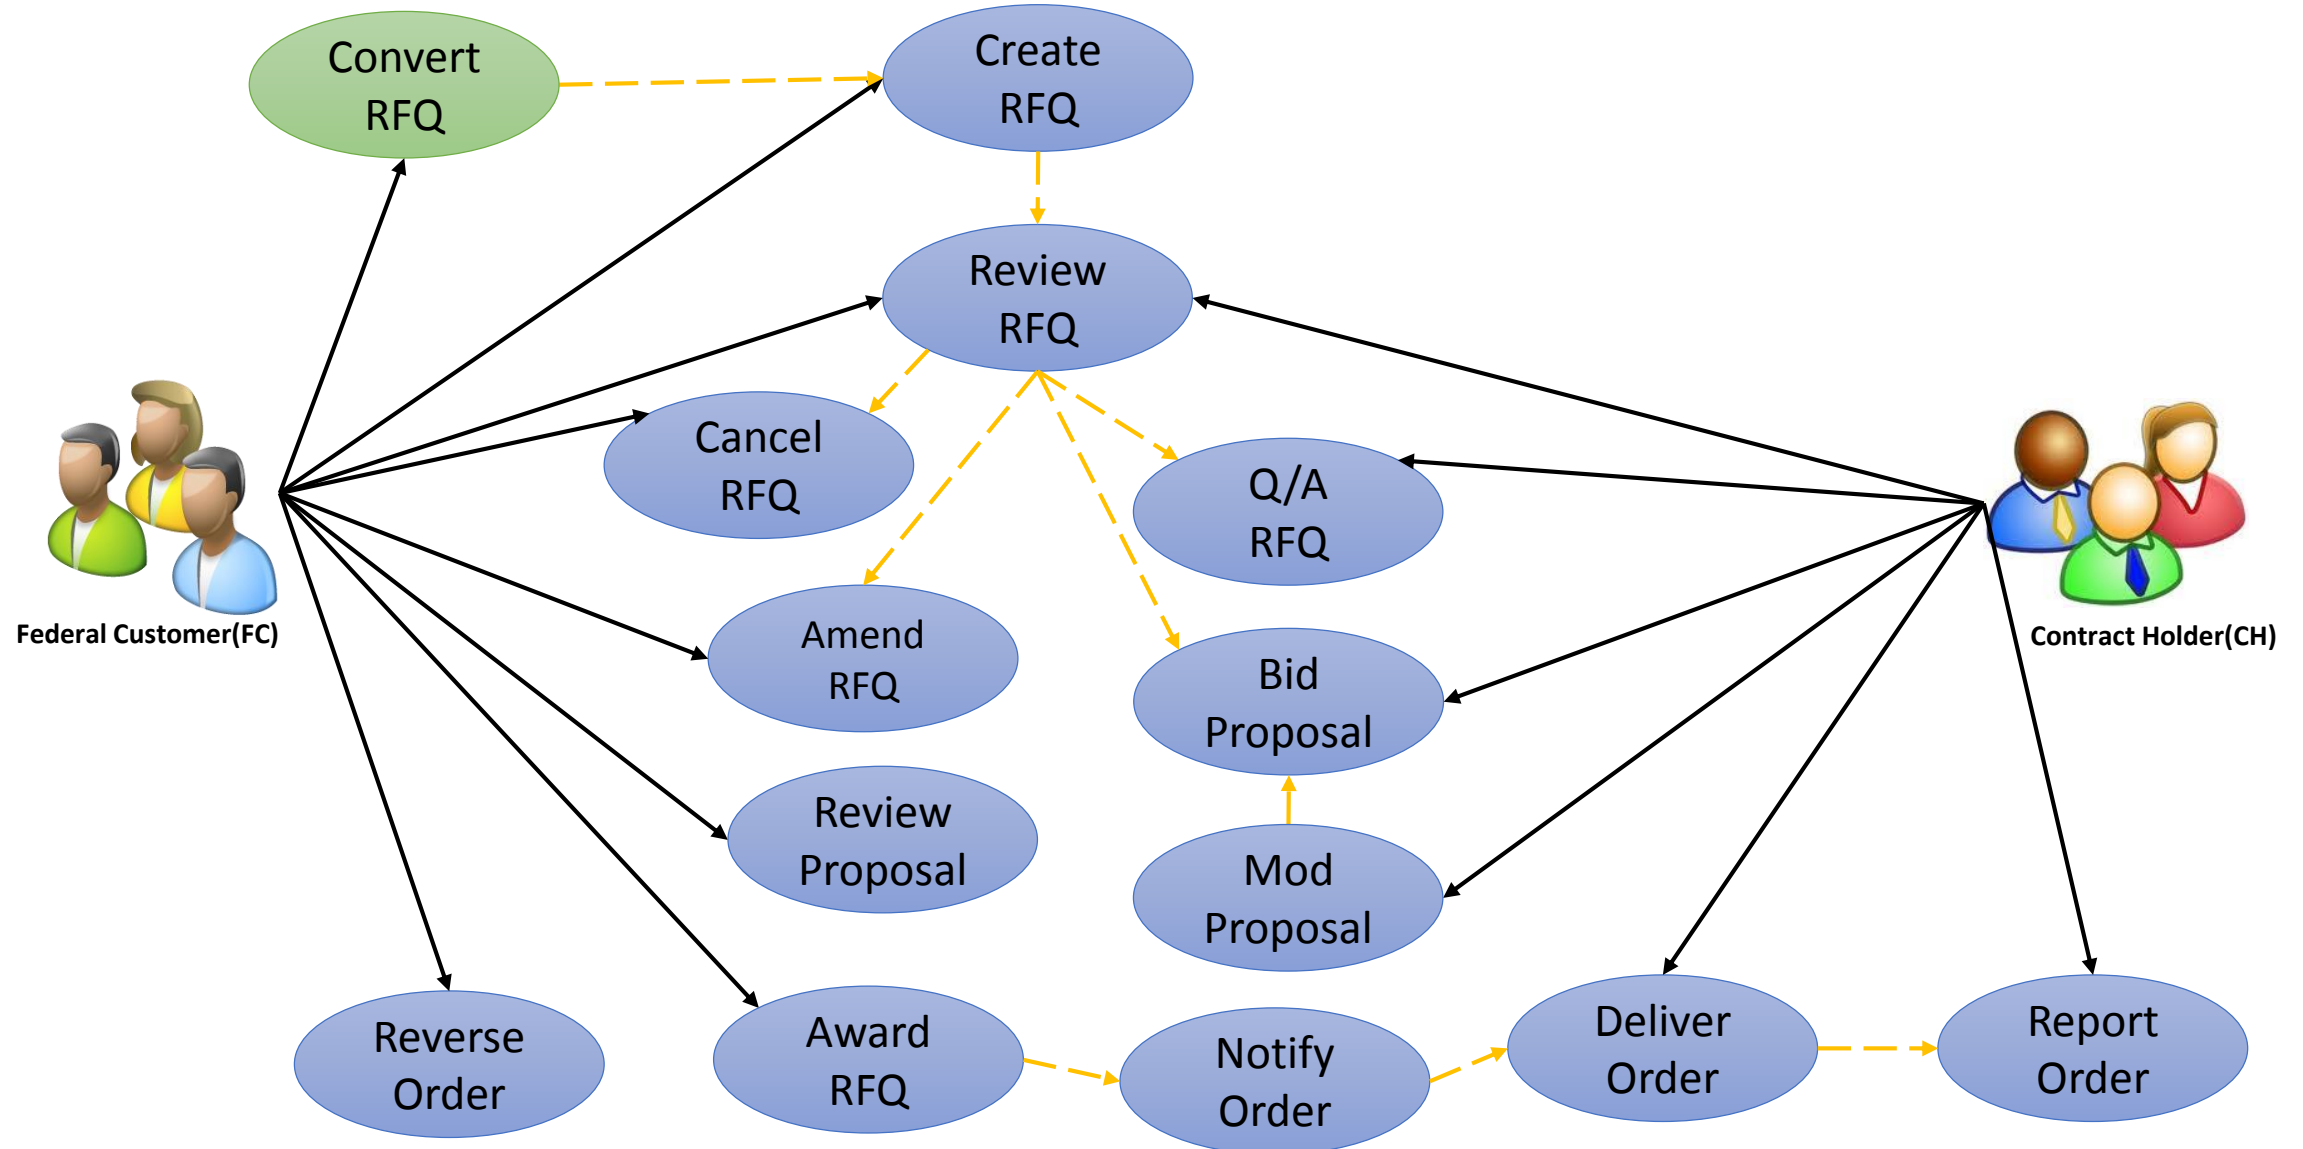 Convert
RFQ
Create
RFQ
Review
RFQ
Cancel
RFQ
Q/A
RFQ
Federal Customer(FC)
Contract Holder(CH)
Amend
RFQ
Bid
Proposal
Review
Proposal
Mod
Proposal
Reverse
Order
Award
RFQ
Notify
Order
Deliver
Order
Report
Order